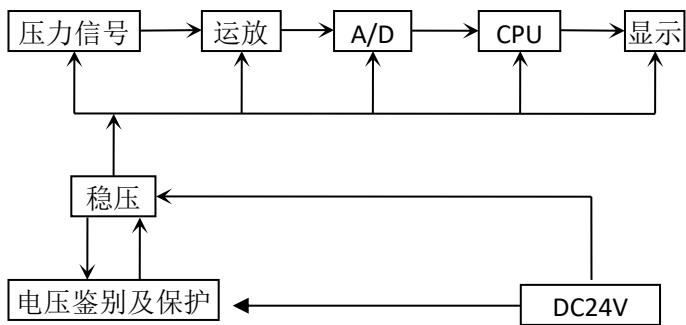 压力信号
运放
A/D
CPU
显示
稳压
电压鉴别及保护
DC24V